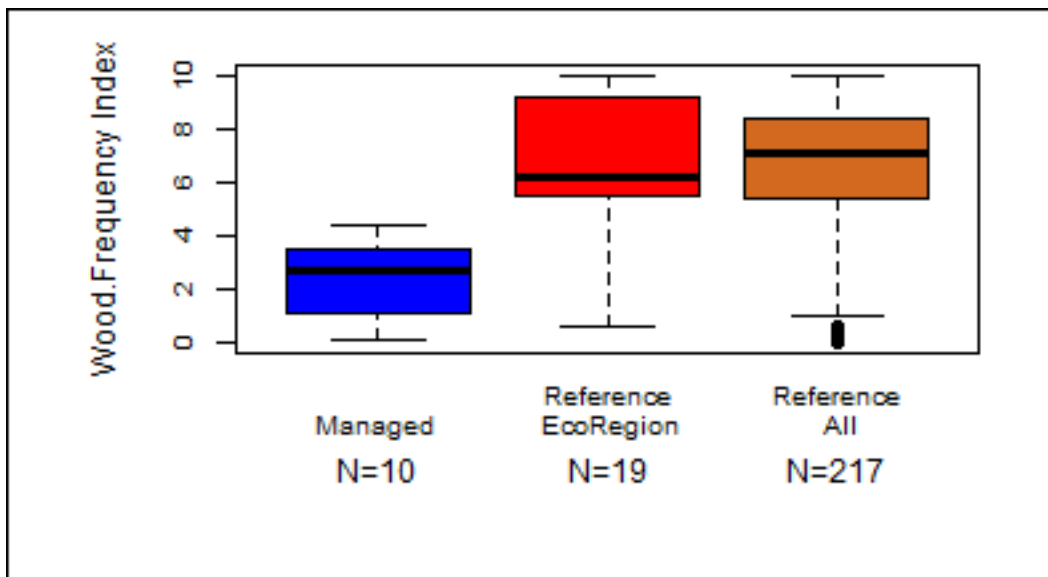 Wood.Frequency Index
10
8
6
4
2
0
Managed
Reference
EcoRegion
Reference
All
N=10
N=19
N=217